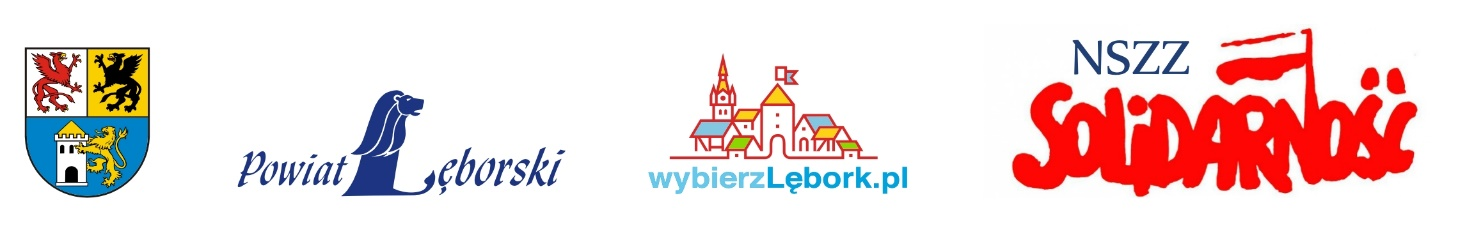 Powiat Lęborski
wybierzLębork.pl
NSZZ
SOLiDARNOŚĆ